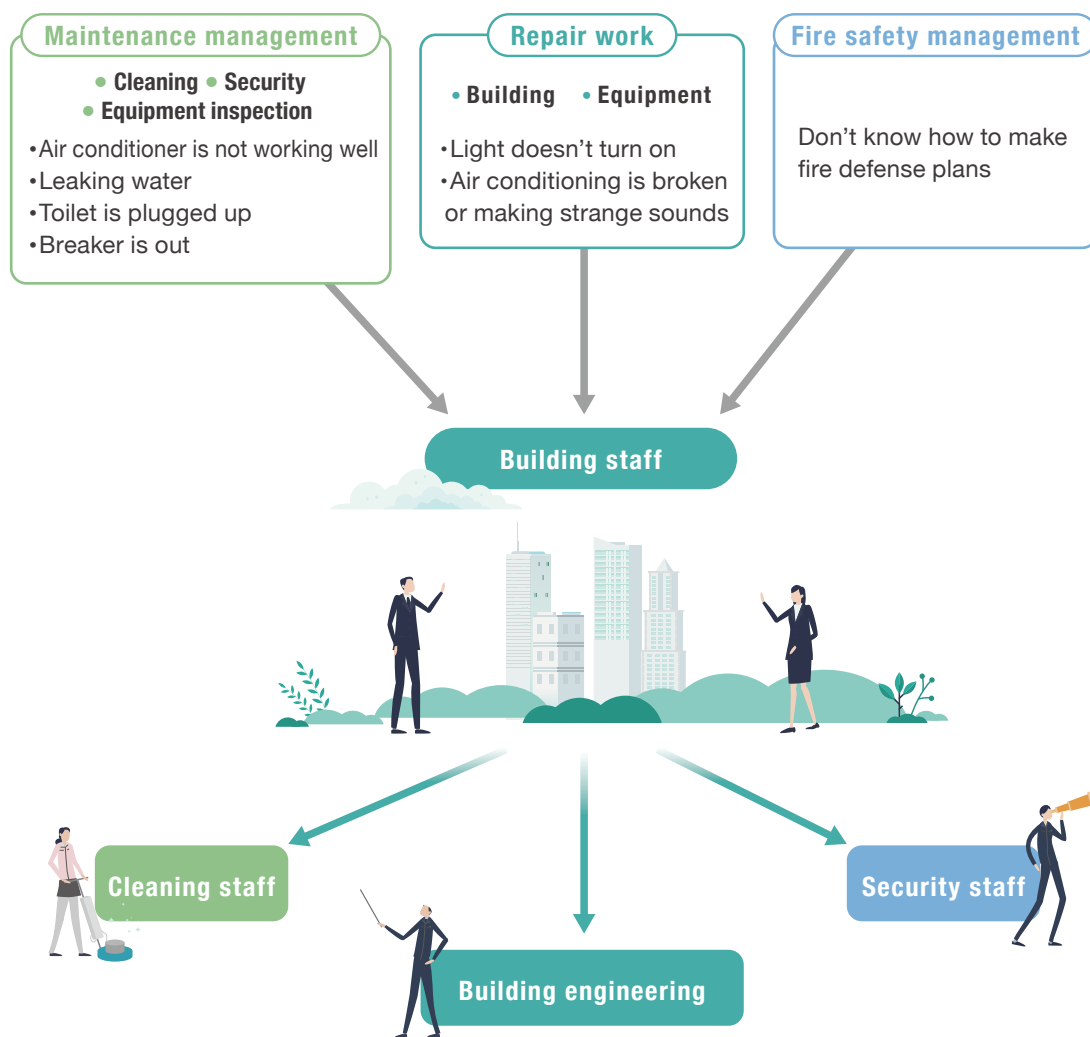 Maintenance management
● Cleaning ● Security
● Equipment inspection
・Air conditioner is not working well
・Leaking water
・Toilet is plugged up
・Breaker is out
Repair work
・Building ・Equipment
・Light doesn’t turn on
・Air conditioning is broken
or making strange sounds
Fire safety management
Don’t know how to make
fire defense plans
Building staff
Cleaning staff
Security staff
Building engineering